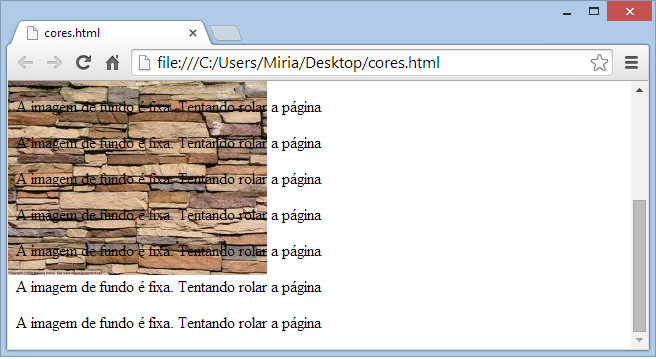 cores.html
file:///C:/Users/Miria/Desktop/cores.html
A imagem de fundo é fixa. Tentando rolar a página
A imagem de fundo é fixa. Tentando rolar a página
A imagem de fundo é fixa. Tentando rolar a página
A imagem de fundo é fixa. Tentando rolar a página
A imagem de fundo é fixa. Tentando rolar a página
A imagem de fundo é fixa. Tentando rolar a página
A imagem de fundo é fixa. Tentando rolar a página